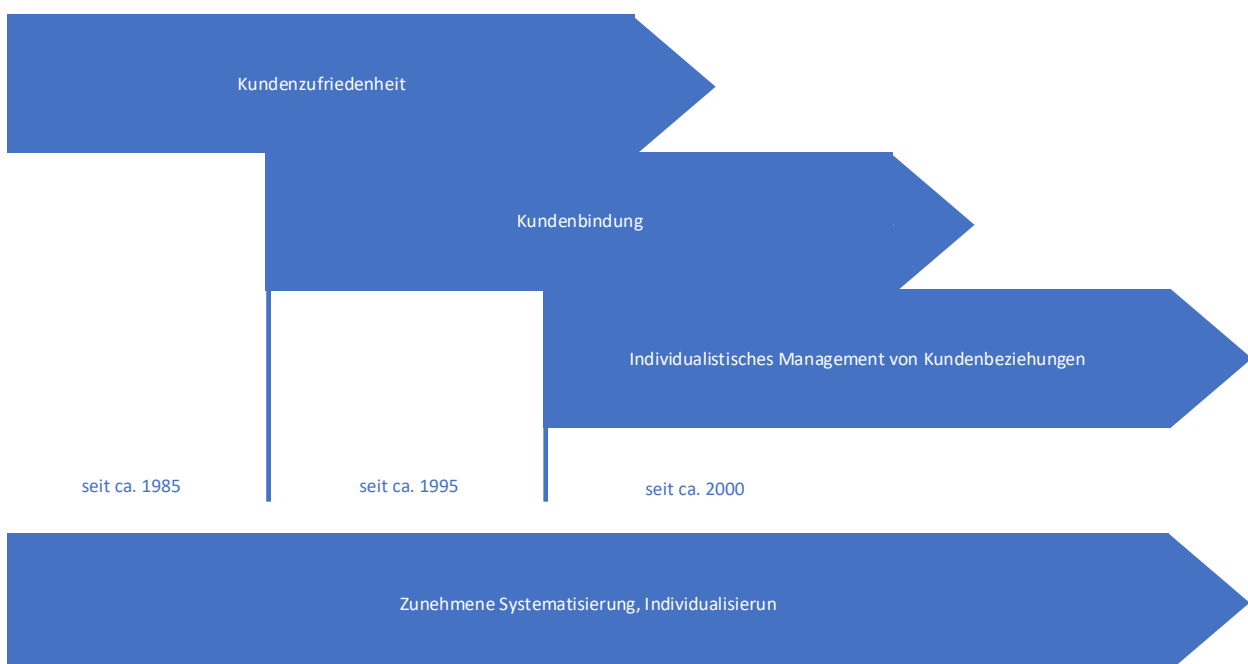 Kundenzufriedenheit
Kundenbindung
Individualistisches Management von Kundenbeziehungen
seit ca. 1985
seit ca. 1995
seit ca. 2000
Zunehmene Systematisierung, Individualisierun